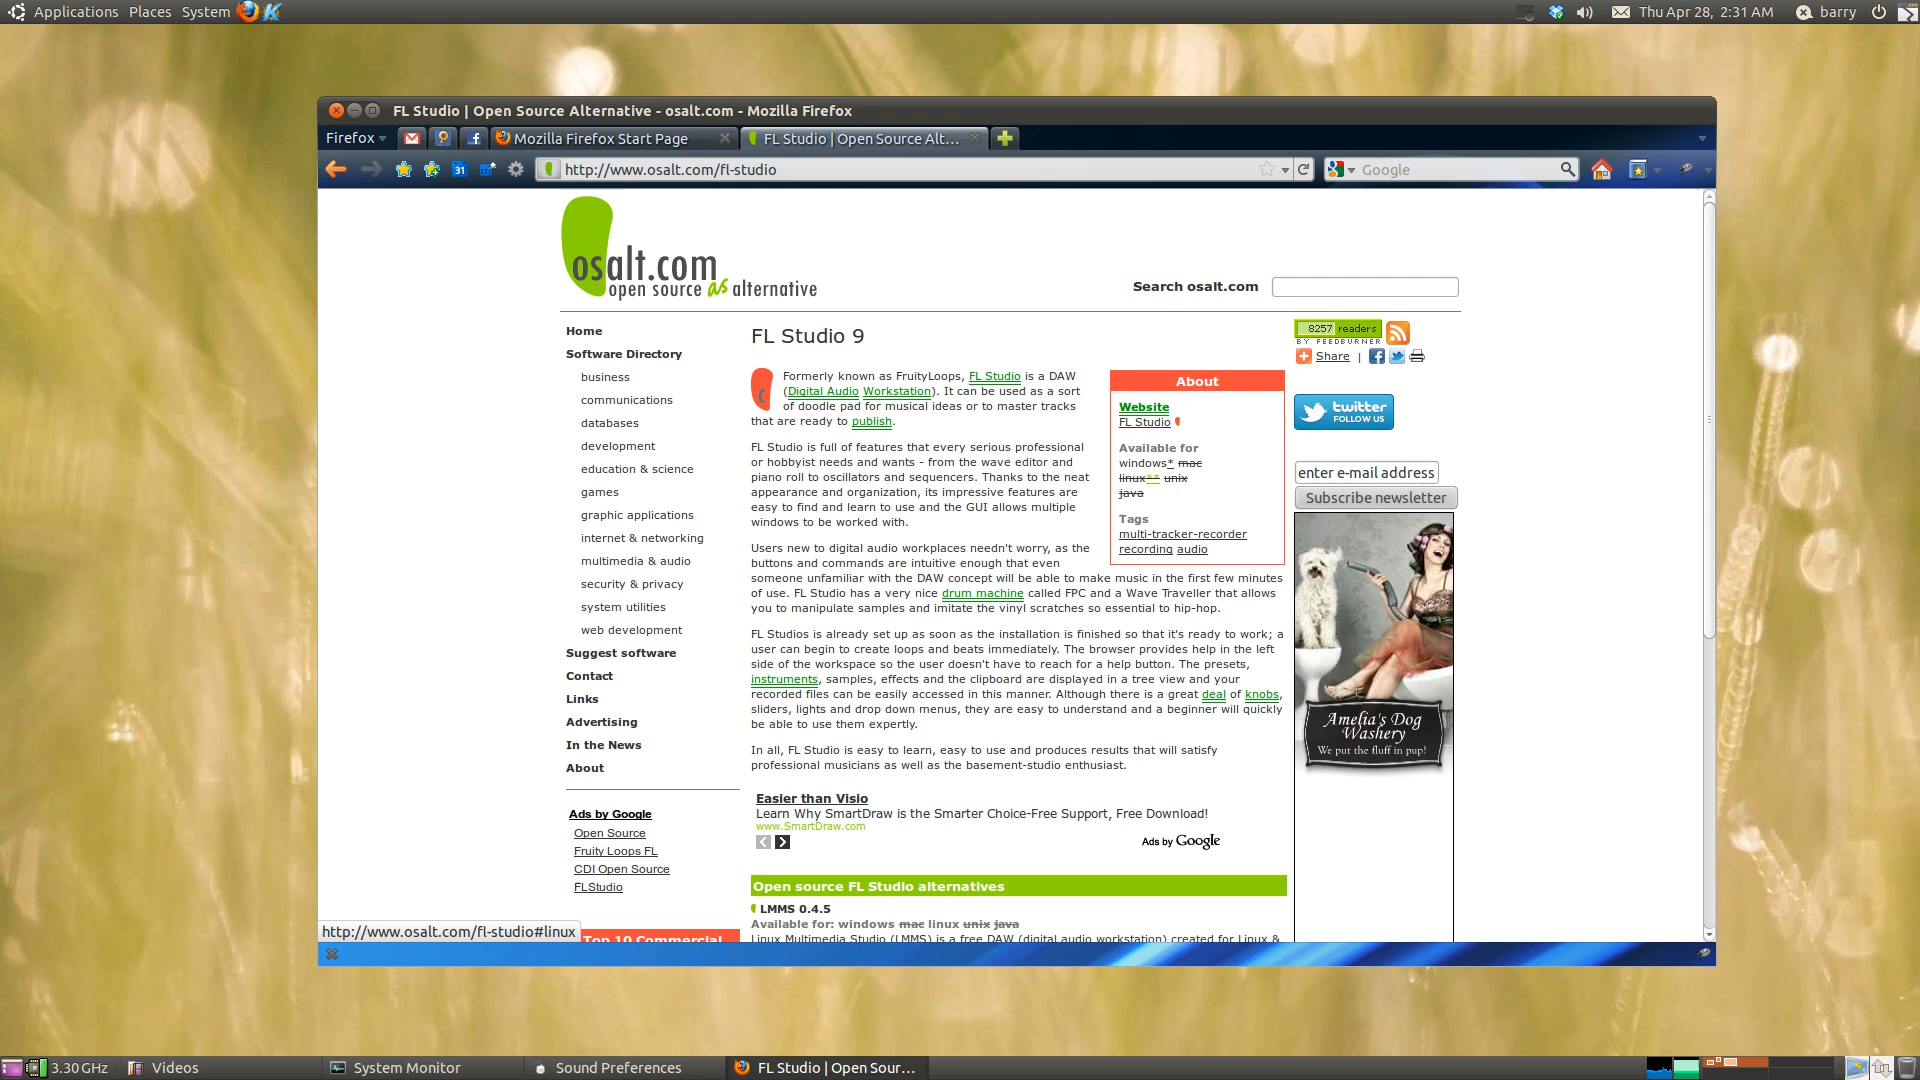 Applications Places System
Thu Apr 28, 2:31 AM barry
FL Studio | Open Source Alternative - osalt.com - Mozilla Firefox
Firefox
Mozilla Firefox Start Page
FL Studio | Open Source Alt...
31
http://www.osalt.com/fl-studio
Google
osalt.com
open source as alternative
Search osalt.com
Home
Software Directory
business
communications
databases
development
education & science
games
graphic applications
internet & networking
multimedia & audio
security & privacy
system utilities
web development
Suggest software
Contact
Links
Advertising
In the News
About
Ads by Google
Open Source
Fruity Loops FL
CDI Open Source
FLStudio
Top 10 Commercial
FL Studio 9
Formerly known as FruityLoops, FL Studio is a DAW
(Digital Audio Workstation). It can be used as a sort
of doodle pad for musical ideas or to master tracks
that are ready to publish.
FL Studio is full of features that every serious professional
or hobbyist needs and wants - from the wave editor and
piano roll to oscillators and sequencers. Thanks to the neat
appearance and organization, its impressive features are
easy to find and learn to use and the GUI allows multiple
windows to be worked with.
Users new to digital audio workplaces needn't worry, as the
buttons and commands are intuitive enough that even
someone unfamiliar with the DAW concept will be able to make music in the first few minutes
of use. FL Studio has a very nice drum machine called FPC and a Wave Traveller that allows
you to manipulate samples and imitate the vinyl scratches so essential to hip-hop.
FL Studios is already set up as soon as the installation is finished so that it's ready to work; a
user can begin to create loops and beats immediately. The browser provides help in the left
side of the workspace so the user doesn't have to reach for a help button. The presets,
instruments, samples, effects and the clipboard are displayed in a tree view and your
recorded files can be easily accessed in this manner. Although there is a great deal of knobs,
sliders, lights and drop down menus, they are easy to understand and a beginner will quickly
be able to use them expertly.
In all, FL Studio is easy to learn, easy to use and produces results that will satisfy
professional musicians as well as the basement-studio enthusiast.
About
Website
FL Studio
Available for
windows* mac
linux** unix
java
Tags
multi-tracker-recorder
recording audio
Easier than Visio
Learn Why SmartDraw is the Smarter Choice-Free Support, Free Download!
www.SmartDraw.com
Ads by Google
Open source FL Studio alternatives
LMMS 0.4.5
Available for: windows mac linux unix java
Linux Multimedia Studio (LMMS) is a free DAW (digital audio workstation) created for Linux &
8257 readers
BY FEEDBURNER
Share |
twitter
FOLLOW US
enter e-mail address
Subscribe newsletter
Amelia's Dog
Washery
We put the fluff in pup!
http://www.osalt.com/fl-studio#linux
3.30 GHz
Videos
System Monitor
Sound Preferences
FL Studio | Open Sour...